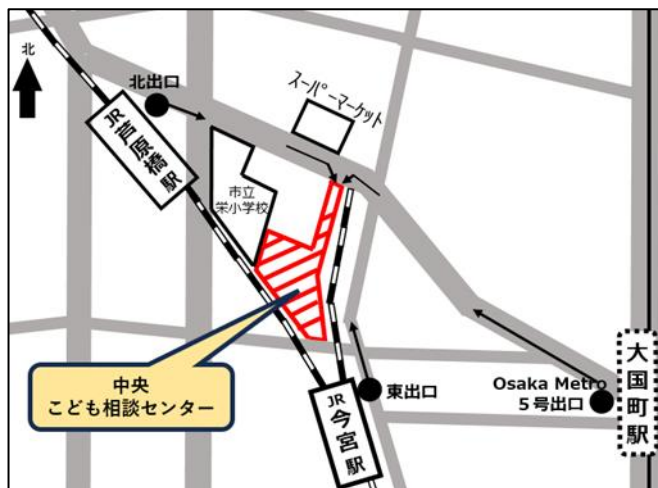 北
北出口
スーパーマーケット
JR
芦原橋
駅
市立
栄小学校
中央
こども相談センター
JR
今宮
駅
東出口
Osaka Metro
５号出口
大国町駅